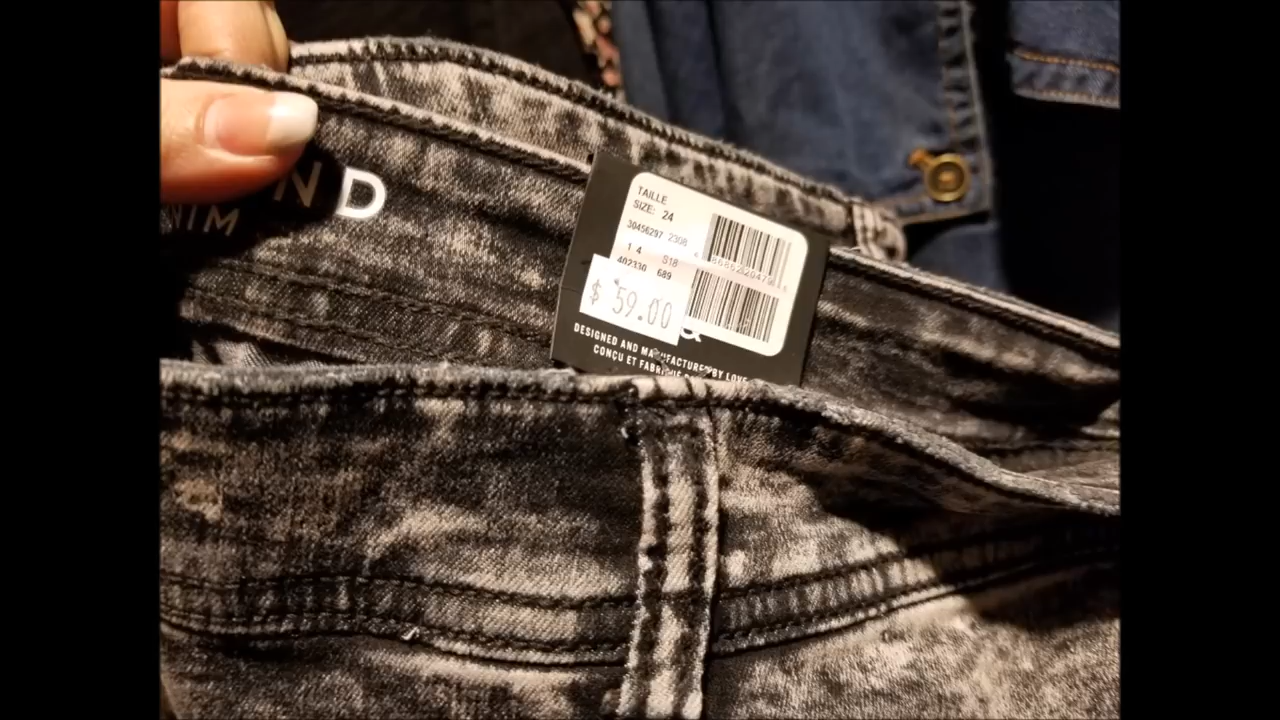 ND
NIM
TAILLE
SIZE: 24
30456297 2308
1 4 S18
402330 689
$ 59.00
DESIGNED AND MANUFACTURED BY LOVE
CONÇU ET